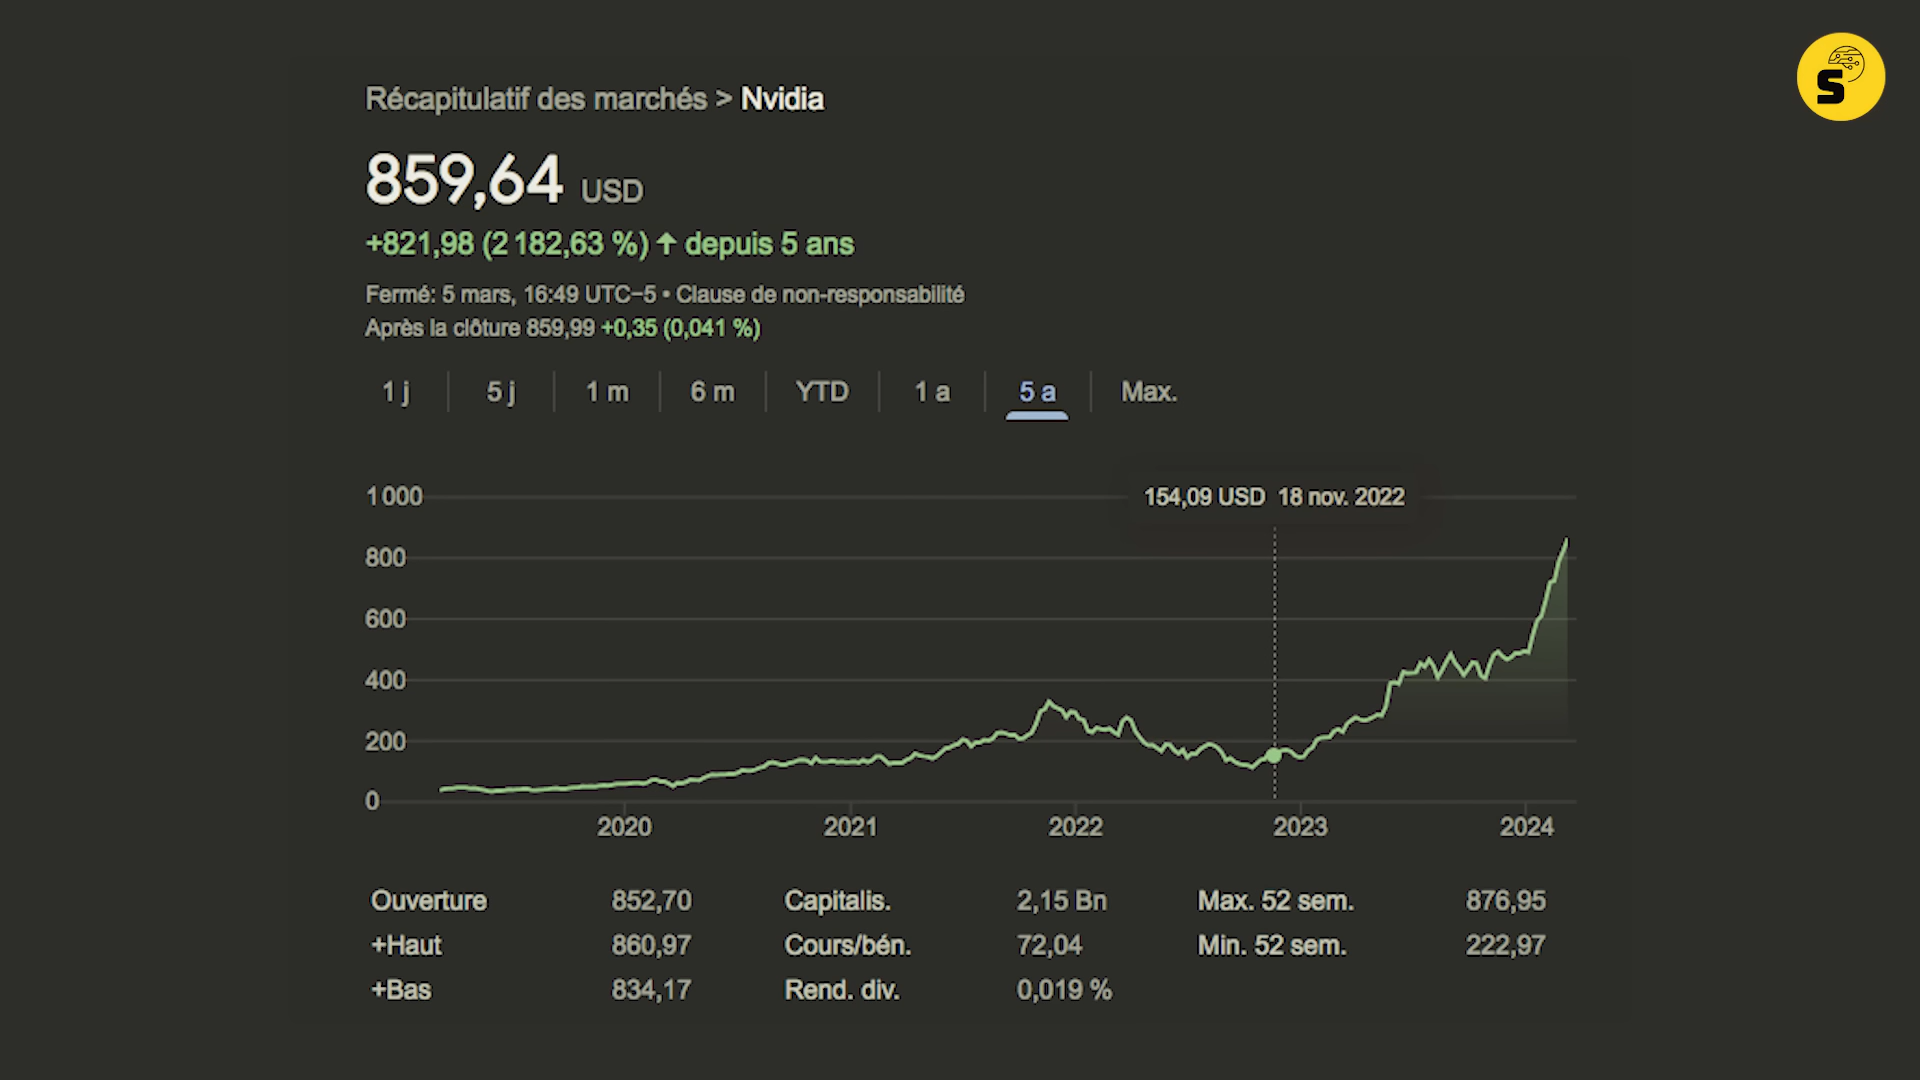 S
Récapitulatif des marchés > Nvidia
859,64 USD
+821,98 (2 182,63 %) ↑ depuis 5 ans
Fermé: 5 mars, 16:49 UTC−5 • Clause de non-responsabilité
Après la clôture 859,99 +0,35 (0,041 %)
1 j 5 j 1 m 6 m YTD 1 a 5 a Max.
154,09 USD 18 nov. 2022
1 000
800
600
400
200
0
2020 2021 2022 2023 2024
Ouverture 852,70 Capitalis. 2,15 Bn Max. 52 sem. 876,95
+Haut 860,97 Cours/bén. 72,04 Min. 52 sem. 222,97
+Bas 834,17 Rend. div. 0,019 %